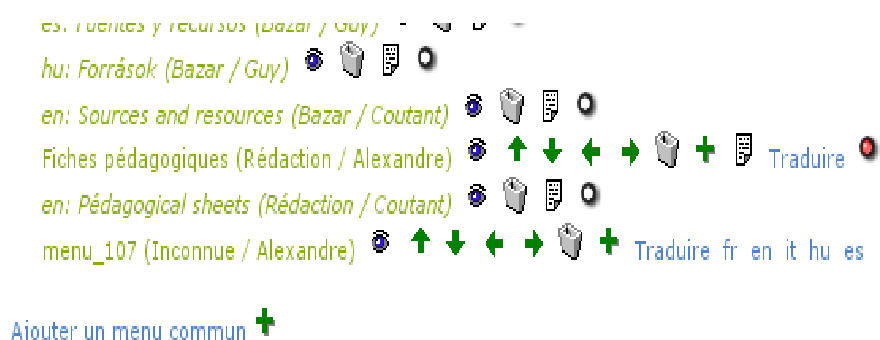 es: Fuentes y recursos (Bazar / Guy)
hu: Források (Bazar / Guy)
en: Sources and resources (Bazar / Coutant)
Fiches pédagogiques (Rédaction / Alexandre) Traduire
en: Pédagogical sheets (Rédaction / Coutant)
menu_107 (Inconnue / Alexandre) Traduire fr en it hu es
Ajouter un menu commun